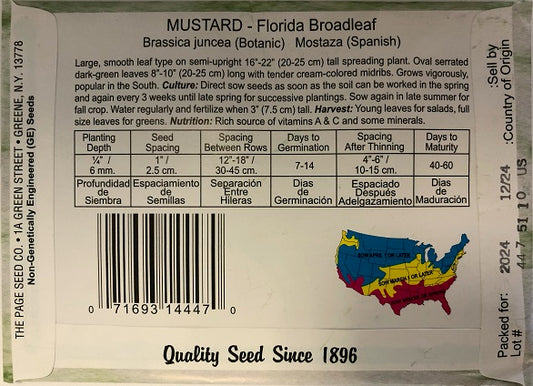 MUSTARD - Florida Broadleaf
Brassica juncea (Botanic) Mostaza (Spanish)
Large, smooth leaf type on semi-upright 16"-22" (20-25 cm) tall spreading plant. Oval serrated
dark-green leaves 8"-10" (20-25 cm) long with tender cream-colored midribs. Grows vigorously,
popular in the South. Culture: Direct sow seeds as soon as the soil can be worked in the spring
and again every 3 weeks until late spring for successive plantings. Sow again in late summer for
fall crop. Water regularly and fertilize when 3" (7.5 cm) tall. Harvest: Young leaves for salads, full
size leaves for greens. Nutrition: Rich source of vitamins A & C and some minerals.
Planting Depth Seed Spacing Spacing Between Rows Days to Germination Spacing After Thinning Days to Maturity
¼" / 6 mm. 1" / 2.5 cm. 12"-18" / 30-45 cm. 7-14 4"-6" / 10-15 cm. 40-60
Profundidad de Siembra Espaciamiento de Semillas Separación Entre Hileras Dias de Germinación Espaciado Después Adelgazamiento Dias de Maduración
SOW APRIL 1 OR LATER
SOW MARCH 1 OR LATER
0 71693 14447 0
Quality Seed Since 1896
THE PAGE SEED CO. • 1A GREEN STREET • GREENE, N.Y. 13778
Non-Genetically Engineered (GE) Seeds
Packed for: 2024 12/24 :Sell by
Lot # 44-7 51 10 US :Country of Origin